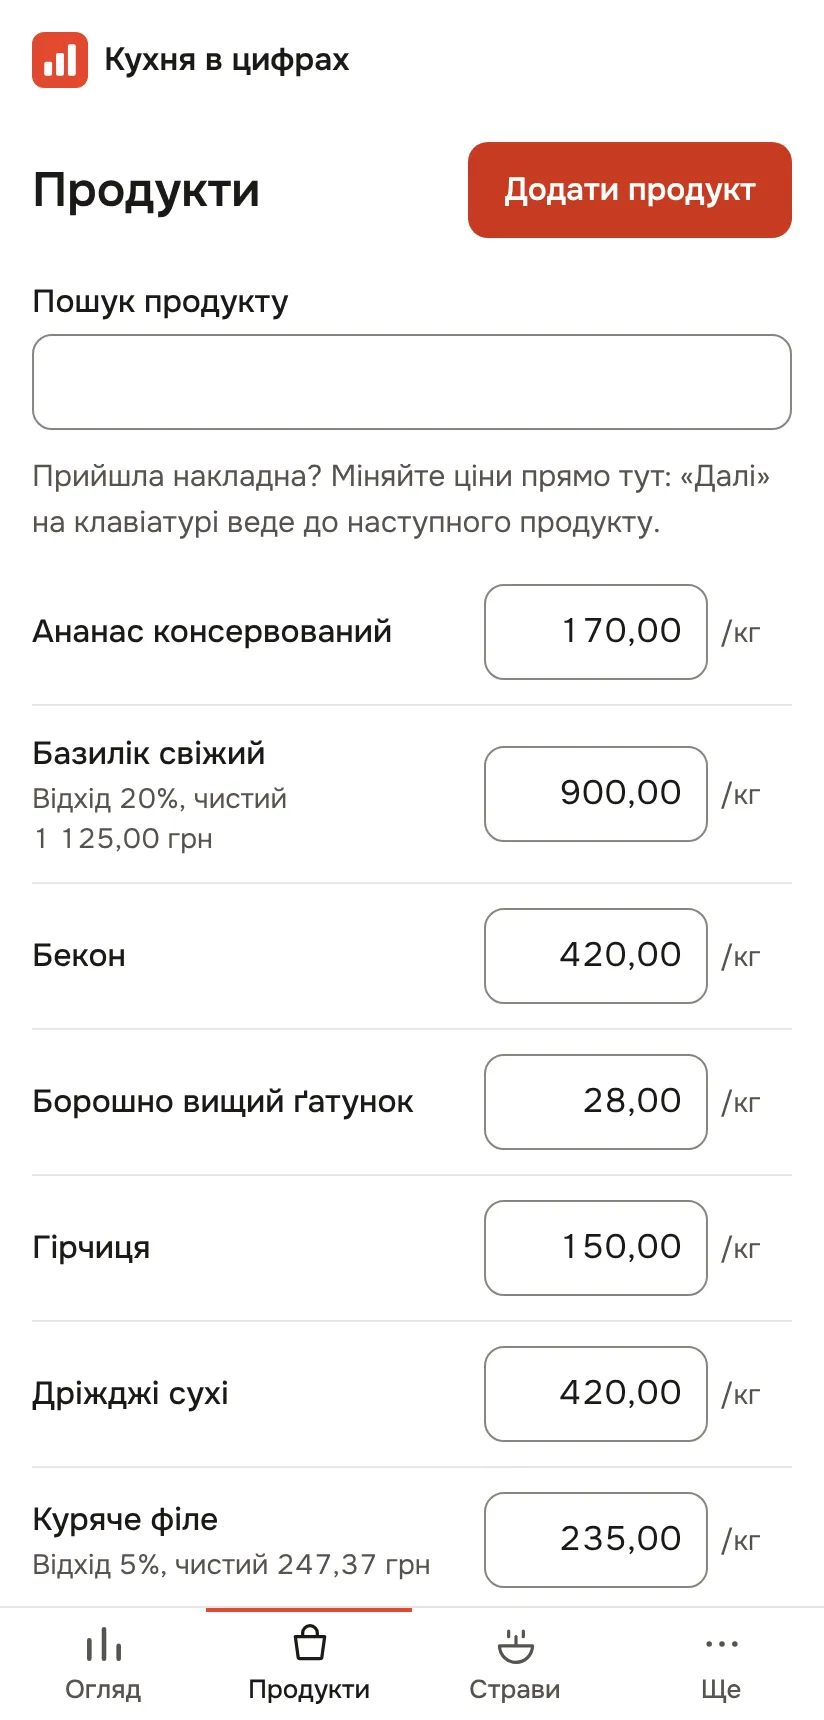 Кухня в цифрах
Продукти
Додати продукт
Пошук продукту
Прийшла накладна? Міняйте ціни прямо тут: «Далі»
на клавіатурі веде до наступного продукту.
Ананас консервований 170,00 /кг
Базилік свіжий
Відхід 20%, чистий
1 125,00 грн
900,00 /кг
Бекон 420,00 /кг
Борошно вищий ґатунок 28,00 /кг
Гірчиця 150,00 /кг
Дріжджі сухі 420,00 /кг
Куряче філе
Відхід 5%, чистий 247,37 грн
235,00 /кг
Огляд Продукти Страви Ще